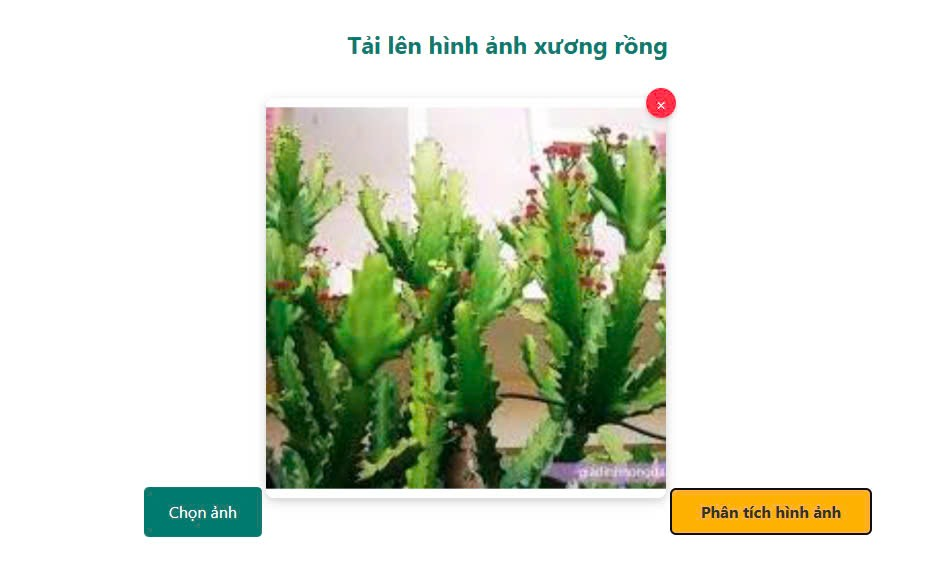 Tải lên hình ảnh xương rồng
×
Chọn ảnh
Phân tích hình ảnh